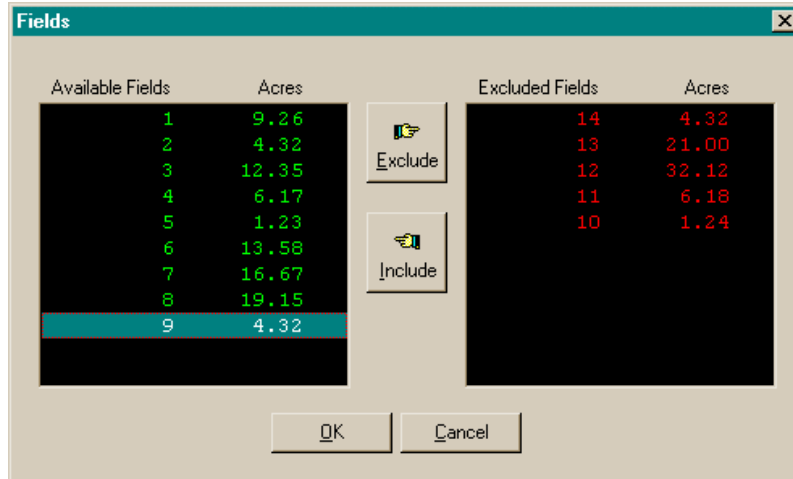 Fields
Available Fields Acres
1 9.26
2 4.32
3 12.35
4 6.17
5 1.23
6 13.58
7 16.67
8 19.15
9 4.32
Exclude
Include
Excluded Fields Acres
14 4.32
13 21.00
12 32.12
11 6.18
10 1.24
OK Cancel